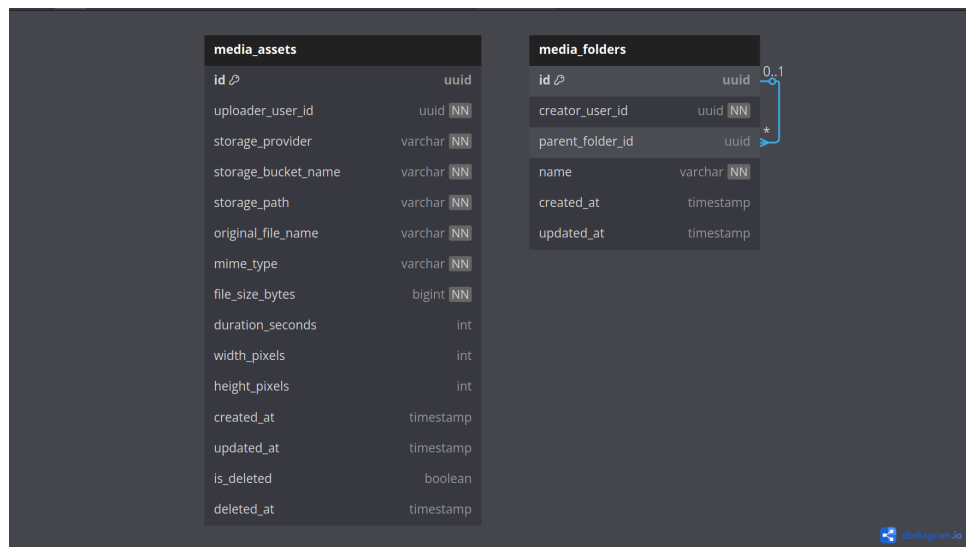 media_assets
id uuid
uploader_user_id uuid NN
storage_provider varchar NN
storage_bucket_name varchar NN
storage_path varchar NN
original_file_name varchar NN
mime_type varchar NN
file_size_bytes bigint NN
duration_seconds int
width_pixels int
height_pixels int
created_at timestamp
updated_at timestamp
is_deleted boolean
deleted_at timestamp
media_folders
id uuid 0..1
creator_user_id uuid NN
parent_folder_id uuid *
name varchar NN
created_at timestamp
updated_at timestamp
dbdiagram.io